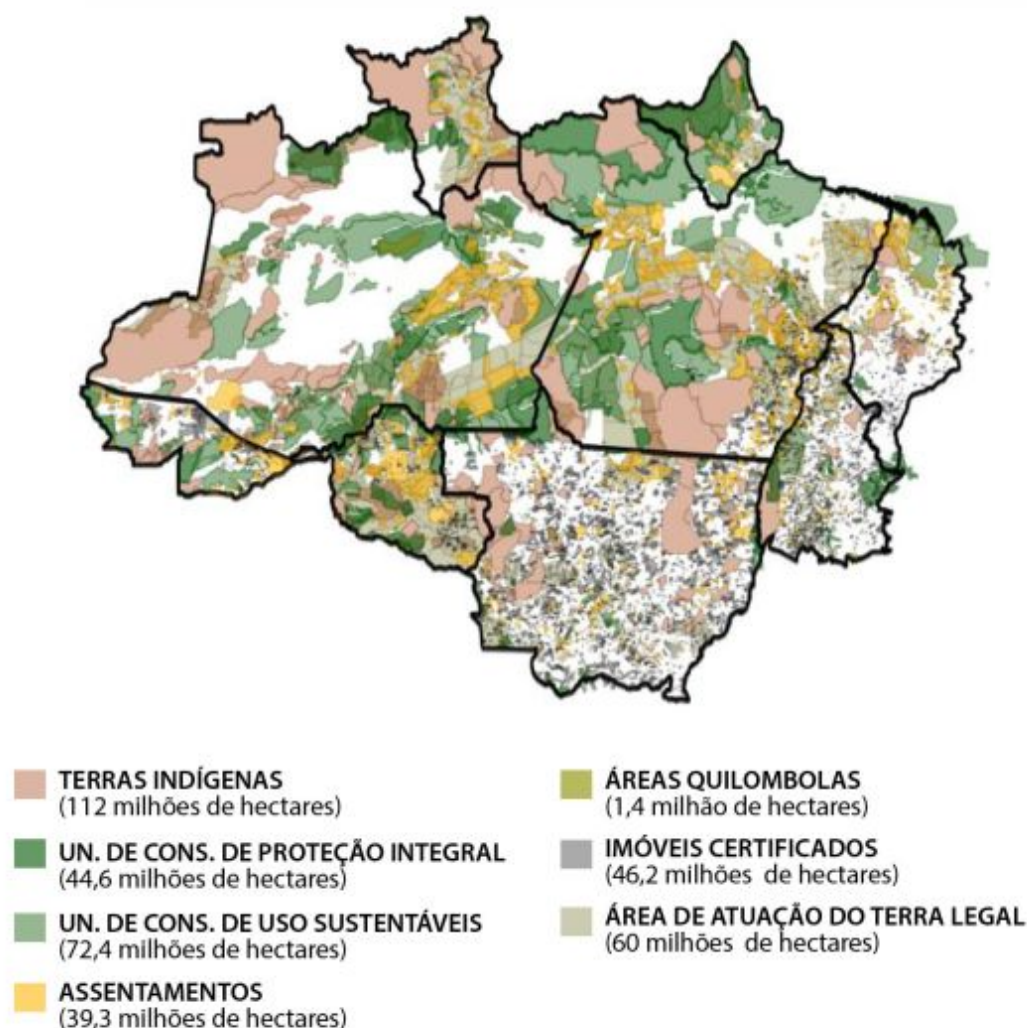 TERRAS INDÍGENAS
(112 milhões de hectares)
UN. DE CONS. DE PROTEÇÃO INTEGRAL
(44,6 milhões de hectares)
UN. DE CONS. DE USO SUSTENTÁVEIS
(72,4 milhões de hectares)
ASSENTAMENTOS
(39,3 milhões de hectares)
ÁREAS QUILOMBOLAS
(1,4 milhão de hectares)
IMÓVEIS CERTIFICADOS
(46,2 milhões de hectares)
ÁREA DE ATUAÇÃO DO TERRA LEGAL
(60 milhões de hectares)